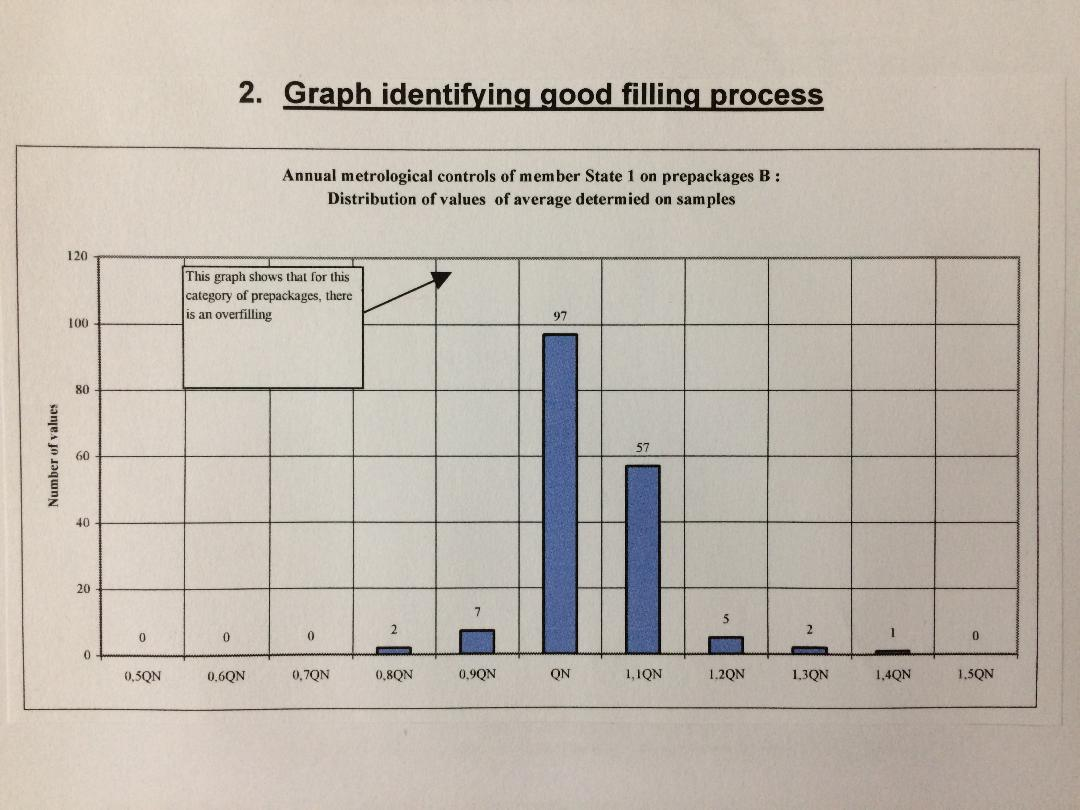 2. Graph identifying good filling process
Annual metrological controls of member State 1 on prepackages B :
Distribution of values of average determied on samples
This graph shows that for this
category of prepackages, there
is an overfilling
Number of values
120
100
80
60
40
20
0
0
0
0
2
7
97
57
5
2
1
0
0,5QN
0,6QN
0,7QN
0,8QN
0,9QN
QN
1,1QN
1,2QN
1,3QN
1,4QN
1,5QN